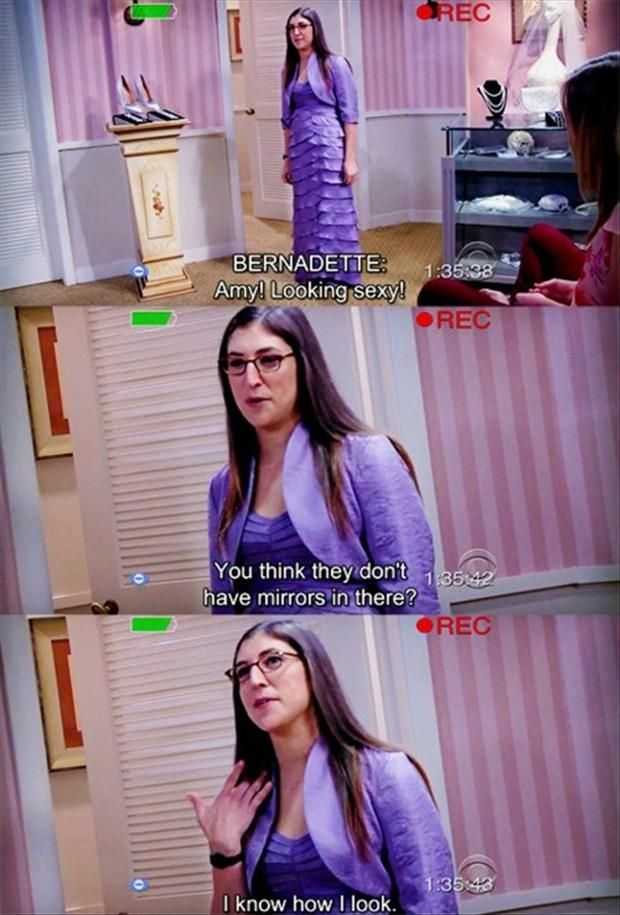 REC
BERNADETTE:
Amy! Looking sexy!
1:35:38
REC
You think they don't
have mirrors in there?
1:35:42
REC
I know how I look.
1:35:43